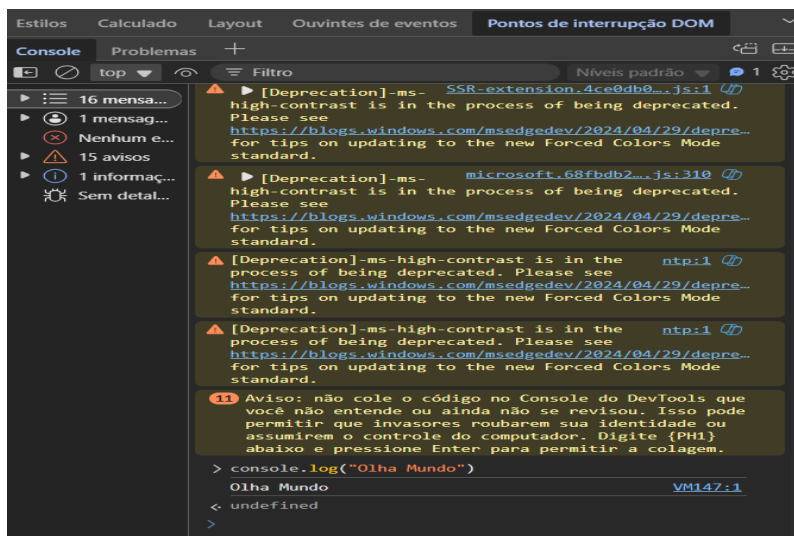 Estilos Calculado Layout Ouvintes de eventos Pontos de interrupção DOM
Console Problemas
top Filtro Níveis padrão 1
16 mensa...
1 mensag...
Nenhum e...
15 avisos
1 informaç...
Sem detal...
[Deprecation]-ms- SSR-extension.4ce0db0….js:1
high-contrast is in the process of being deprecated.
Please see
https://blogs.windows.com/msedgedev/2024/04/29/depre…
for tips on updating to the new Forced Colors Mode
standard.
[Deprecation]-ms- microsoft.68fbdb2….js:310
high-contrast is in the process of being deprecated.
Please see
https://blogs.windows.com/msedgedev/2024/04/29/depre…
for tips on updating to the new Forced Colors Mode
standard.
[Deprecation]-ms-high-contrast is in the ntp:1
process of being deprecated. Please see
https://blogs.windows.com/msedgedev/2024/04/29/depre…
for tips on updating to the new Forced Colors Mode
standard.
[Deprecation]-ms-high-contrast is in the ntp:1
process of being deprecated. Please see
https://blogs.windows.com/msedgedev/2024/04/29/depre…
for tips on updating to the new Forced Colors Mode
standard.
11 Aviso: não cole o código no Console do DevTools que
você não entende ou ainda não se revisou. Isso pode
permitir que invasores roubarem sua identidade ou
assumirem o controle do computador. Digite {PH1}
abaixo e pressione Enter para permitir a colagem.
> console.log("Olha Mundo")
Olha Mundo VM147:1
undefined
>